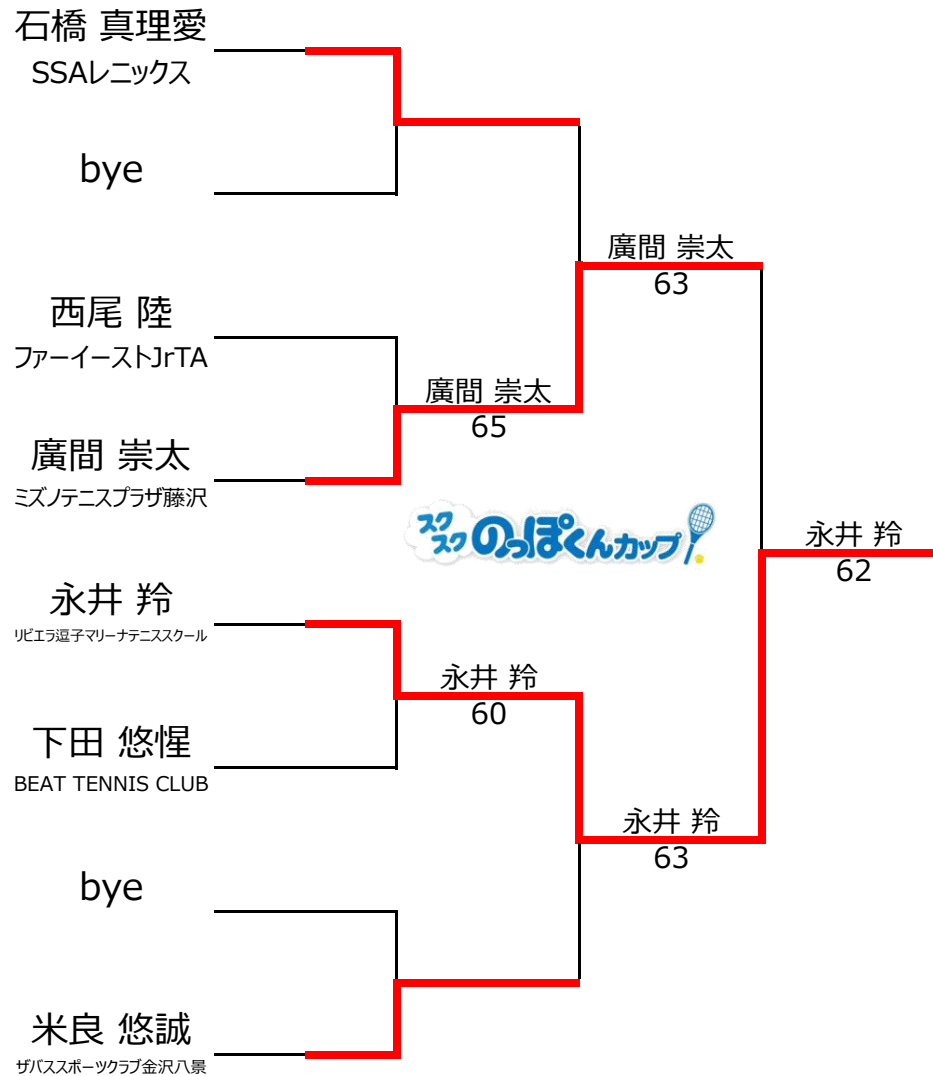 石橋 真理愛
SSAレニックス
bye
西尾 陸
ファーイーストJrTA
廣間 崇太
ミズノテニスプラザ藤沢
永井 羚
リビエラ逗子マリーナテニススクール
下田 悠惺
BEAT TENNIS CLUB
bye
米良 悠誠
ザバススポーツクラブ金沢八景
廣間 崇太
65
永井 羚
60
廣間 崇太
63
永井 羚
63
スクスクのっぽくんカップ
永井 羚
62